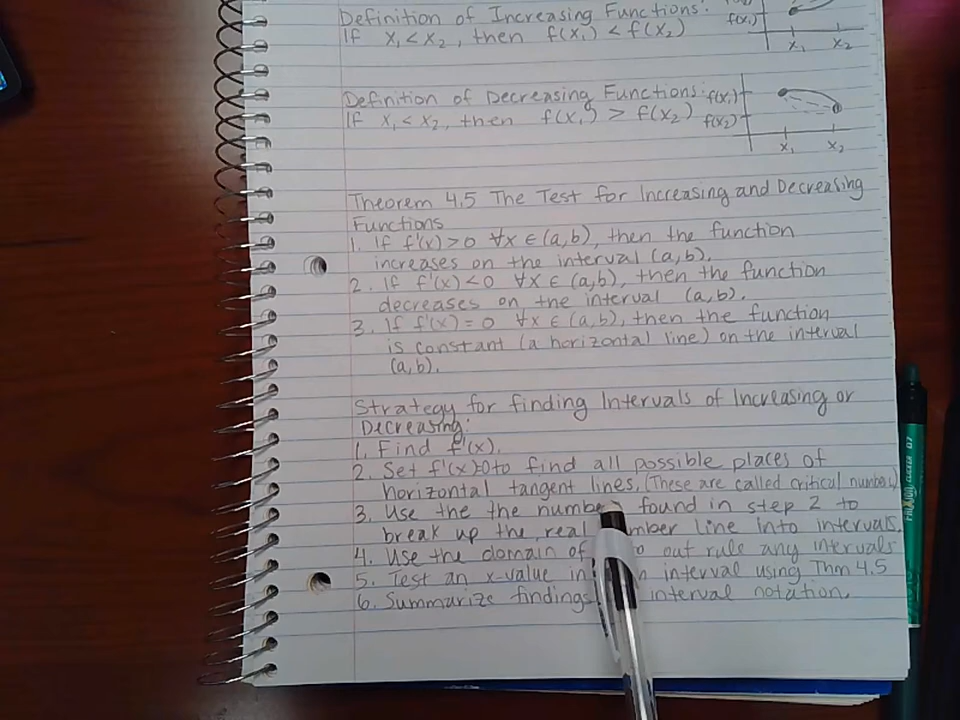 Definition of Increasing Functions:
If x₁ < x₂, then f(x₁) < f(x₂)
f(x₁)
x₁ x₂
Definition of Decreasing Functions:
If x₁ < x₂, then f(x₁) > f(x₂)
f(x₁)
f(x₂)
x₁ x₂
Theorem 4.5 The Test for Increasing and Decreasing
Functions
1. If f'(x) > 0 ∀x ∈ (a,b), then the function
increases on the interval (a,b).
2. If f'(x) < 0 ∀x ∈ (a,b), then the function
decreases on the interval (a,b).
3. If f'(x) = 0 ∀x ∈ (a,b), then the function
is constant (a horizontal line) on the interval
(a,b).
Strategy for finding Intervals of Increasing or
Decreasing:
1. Find f'(x).
2. Set f'(x)=0 to find all possible places of
horizontal tangent lines. (These are called critical number)
3. Use the the number found in step 2 to
break up the real line into intervals.
4. Use the domain of out rule any intervals
5. Test an x-value in interval using Thm 4.5
6. Summarize findings interval notation.